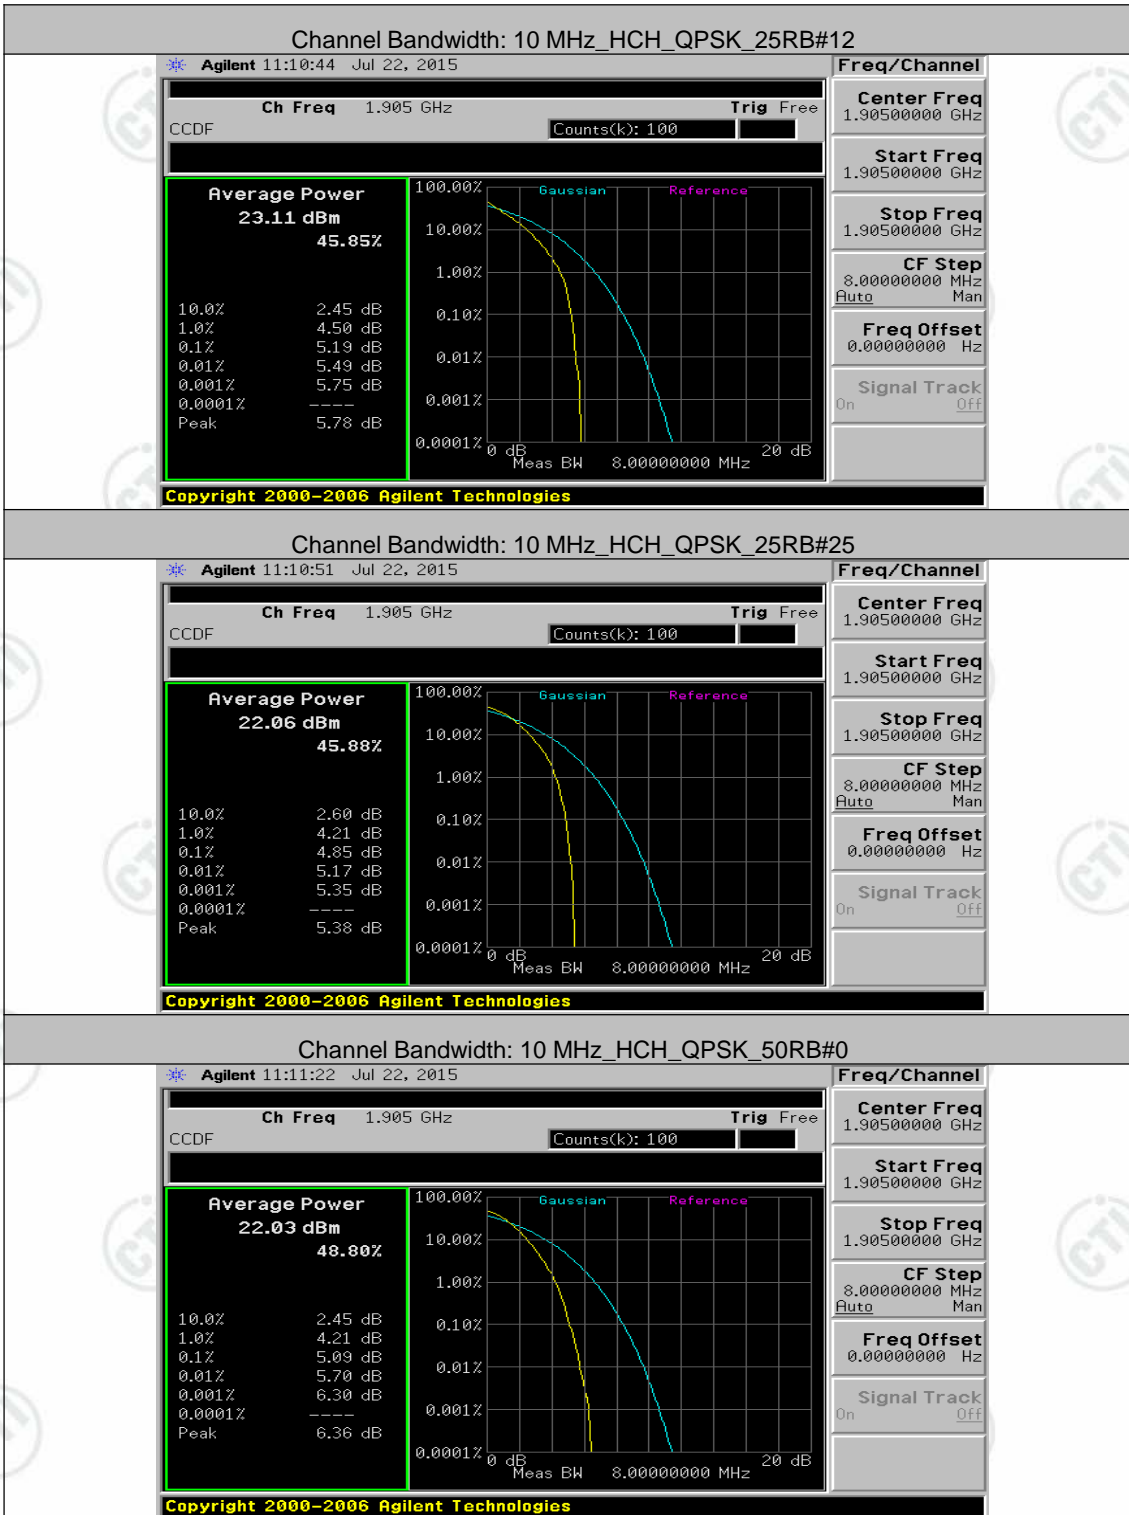 Channel Bandwidth: 10 MHz_HCH_QPSK_25RB#12
Agilent 11:10:44 Jul 22, 2015
Freq/Channel
Ch Freq 1.905 GHz Trig Free
CCDF Counts(k): 100
Average Power
23.11 dBm
45.85%
10.0% 2.45 dB
1.0% 4.50 dB
0.1% 5.19 dB
0.01% 5.49 dB
0.001% 5.75 dB
0.0001% ----
Peak 5.78 dB
Gaussian Reference
100.00%
10.00%
1.00%
0.10%
0.01%
0.001%
0.0001%
0 dB 20 dB
Meas BW 8.00000000 MHz
Center Freq
1.90500000 GHz
Start Freq
1.90500000 GHz
Stop Freq
1.90500000 GHz
CF Step
8.00000000 MHz
Auto Man
Freq Offset
0.00000000 Hz
Signal Track
On Off
Copyright 2000-2006 Agilent Technologies
Channel Bandwidth: 10 MHz_HCH_QPSK_25RB#25
Agilent 11:10:51 Jul 22, 2015
Freq/Channel
Ch Freq 1.905 GHz Trig Free
CCDF Counts(k): 100
Average Power
22.06 dBm
45.88%
10.0% 2.60 dB
1.0% 4.21 dB
0.1% 4.85 dB
0.01% 5.17 dB
0.001% 5.35 dB
0.0001% ----
Peak 5.38 dB
Gaussian Reference
100.00%
10.00%
1.00%
0.10%
0.01%
0.001%
0.0001%
0 dB 20 dB
Meas BW 8.00000000 MHz
Center Freq
1.90500000 GHz
Start Freq
1.90500000 GHz
Stop Freq
1.90500000 GHz
CF Step
8.00000000 MHz
Auto Man
Freq Offset
0.00000000 Hz
Signal Track
On Off
Copyright 2000-2006 Agilent Technologies
Channel Bandwidth: 10 MHz_HCH_QPSK_50RB#0
Agilent 11:11:22 Jul 22, 2015
Freq/Channel
Ch Freq 1.905 GHz Trig Free
CCDF Counts(k): 100
Average Power
22.03 dBm
48.80%
10.0% 2.45 dB
1.0% 4.21 dB
0.1% 5.09 dB
0.01% 5.70 dB
0.001% 6.30 dB
0.0001% ----
Peak 6.36 dB
Gaussian Reference
100.00%
10.00%
1.00%
0.10%
0.01%
0.001%
0.0001%
0 dB 20 dB
Meas BW 8.00000000 MHz
Center Freq
1.90500000 GHz
Start Freq
1.90500000 GHz
Stop Freq
1.90500000 GHz
CF Step
8.00000000 MHz
Auto Man
Freq Offset
0.00000000 Hz
Signal Track
On Off
Copyright 2000-2006 Agilent Technologies
CTI
CTI
CTI
CTI
CTI
CTI
CTI
CTI